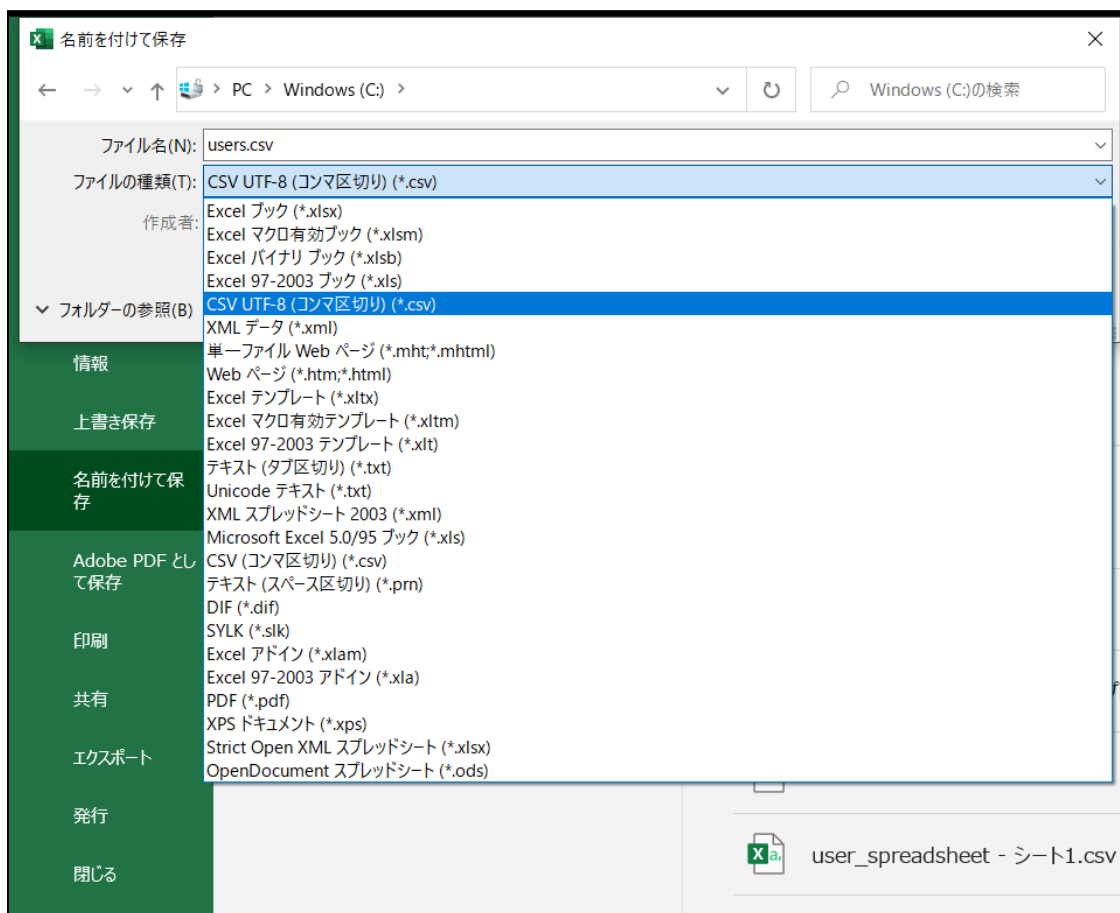 名前を付けて保存
PC > Windows (C:) >
Windows (C:)の検索
ファイル名(N): users.csv
ファイルの種類(T): CSV UTF-8 (コンマ区切り) (*.csv)
作成者:
フォルダーの参照(B)
Excel ブック (*.xlsx)
Excel マクロ有効ブック (*.xlsm)
Excel バイナリ ブック (*.xlsb)
Excel 97-2003 ブック (*.xls)
CSV UTF-8 (コンマ区切り) (*.csv)
XML データ (*.xml)
単一ファイル Web ページ (*.mht;*.mhtml)
Web ページ (*.htm;*.html)
Excel テンプレート (*.xltx)
Excel マクロ有効テンプレート (*.xltm)
Excel 97-2003 テンプレート (*.xlt)
テキスト (タブ区切り) (*.txt)
Unicode テキスト (*.txt)
XML スプレッドシート 2003 (*.xml)
Microsoft Excel 5.0/95 ブック (*.xls)
CSV (コンマ区切り) (*.csv)
テキスト (スペース区切り) (*.prn)
DIF (*.dif)
SYLK (*.slk)
Excel アドイン (*.xlam)
Excel 97-2003 アドイン (*.xla)
PDF (*.pdf)
XPS ドキュメント (*.xps)
Strict Open XML スプレッドシート (*.xlsx)
OpenDocument スプレッドシート (*.ods)
情報
上書き保存
名前を付けて保
存
Adobe PDF とし
て保存
印刷
共有
エクスポート
発行
閉じる
user_spreadsheet - シート1.csv